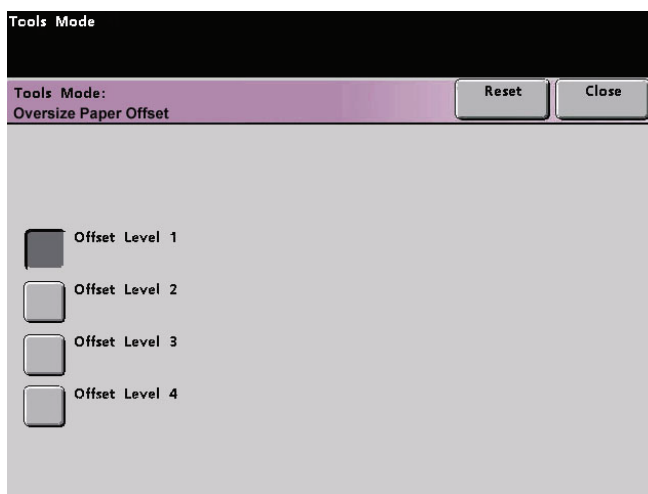 Tools Mode
Tools Mode:
Reset
Close
Oversize Paper Offset
Offset Level 1
Offset Level 2
Offset Level 3
Offset Level 4